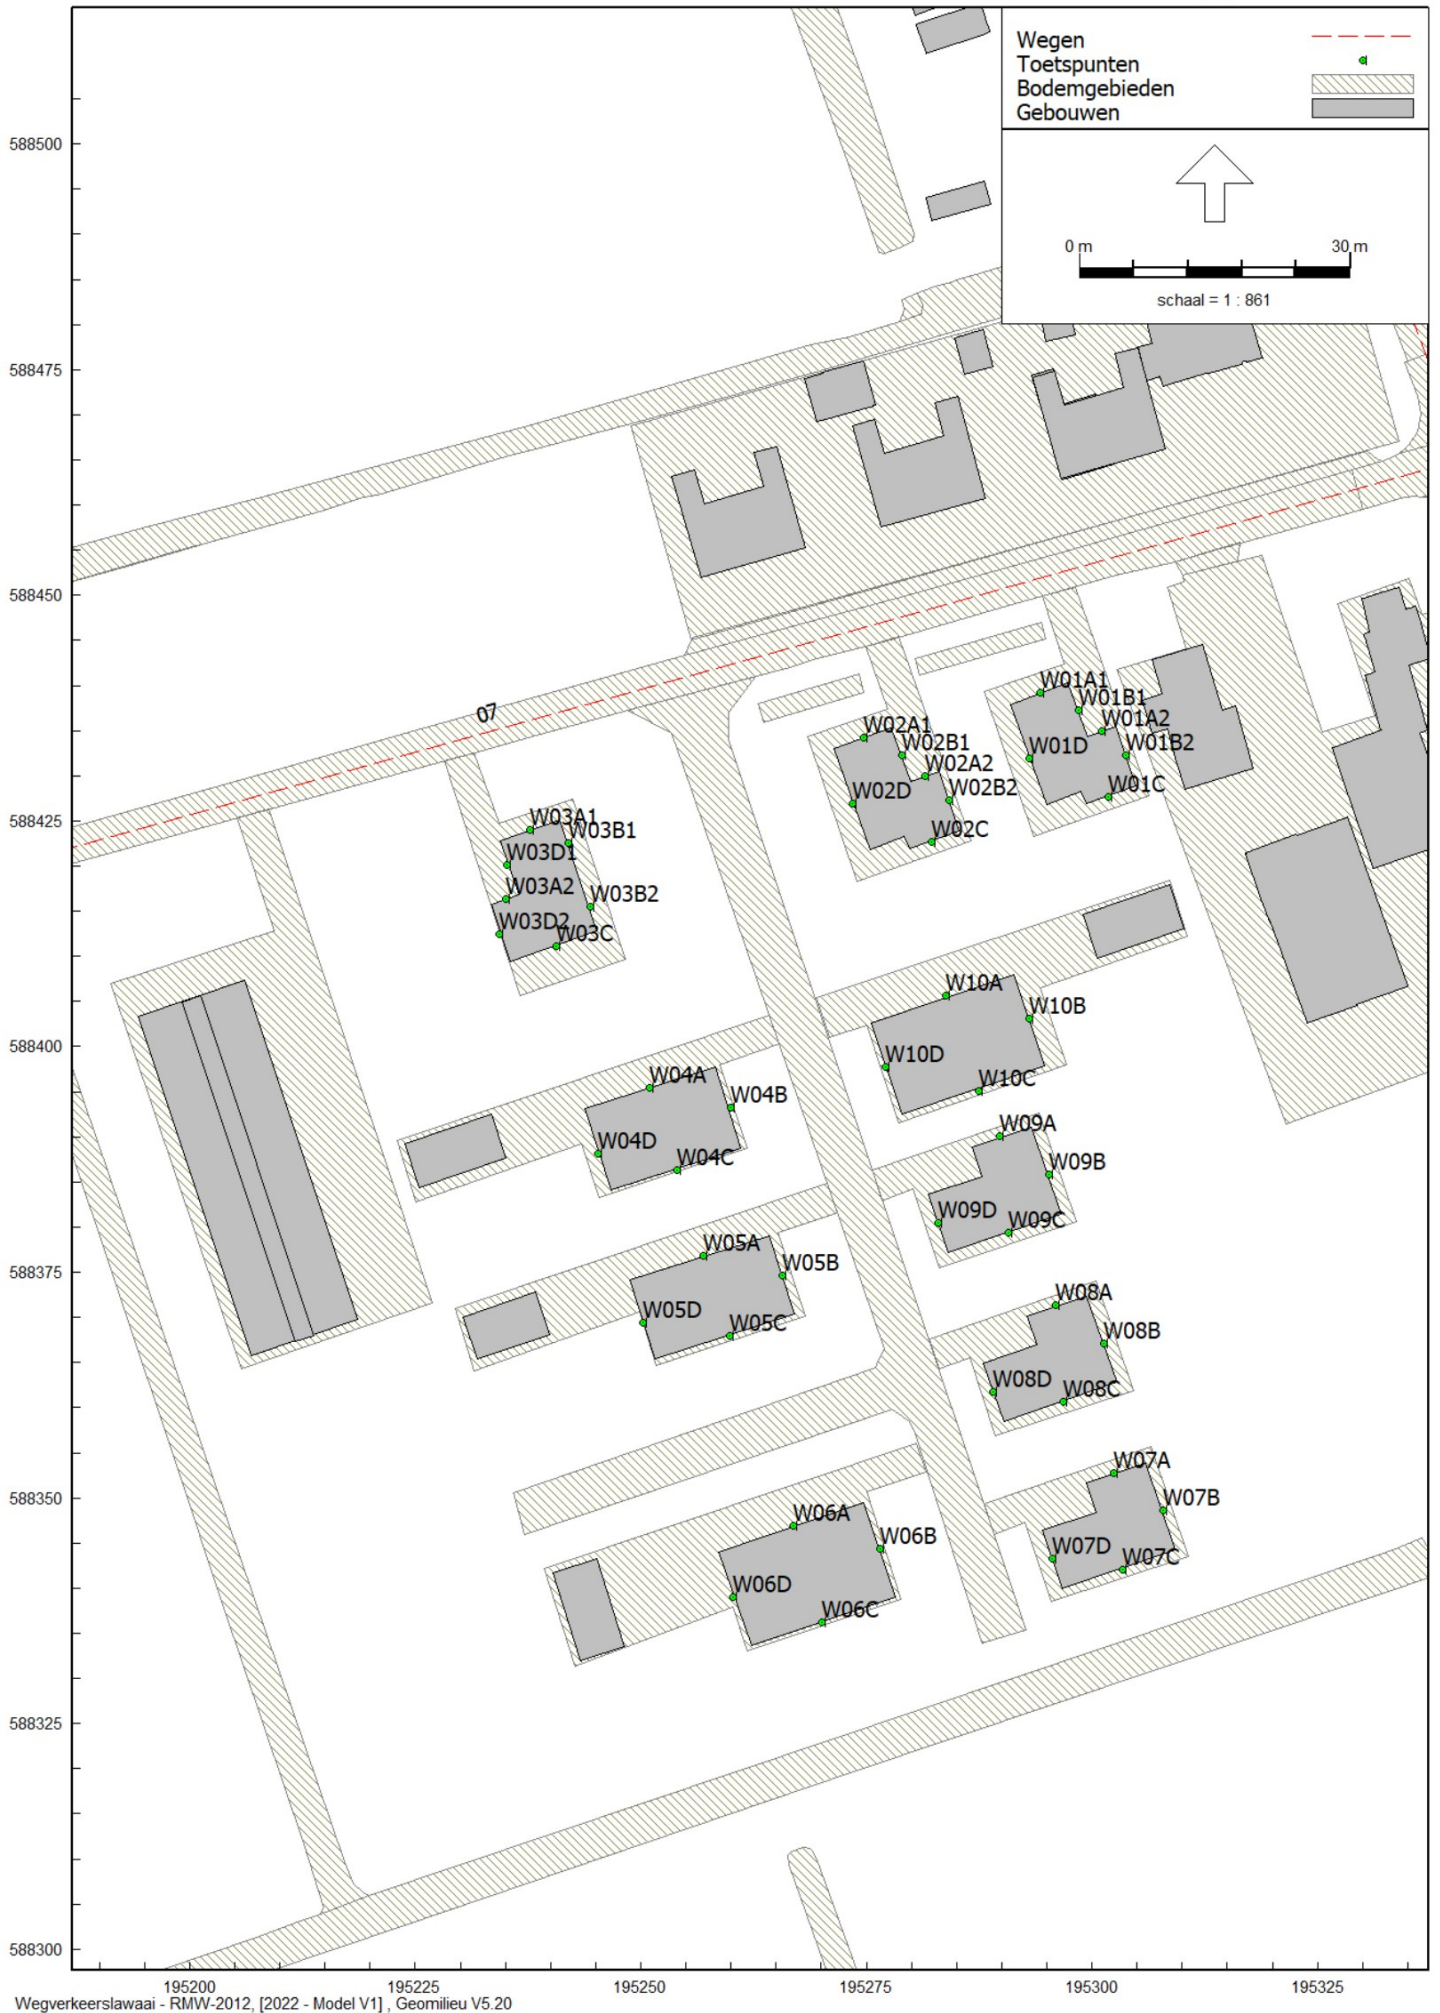 Wegen
Toetspunten
Bodemgebieden
Gebouwen
0 m 30 m
schaal = 1 : 861
588500
588475
588450
588425
588400
588375
588350
588325
588300
07
W01A1
W01B1
W01A2
W01D
W01B2
W01C
W02A1
W02B1
W02A2
W02D
W02B2
W02C
W03A1
W03B1
W03D1
W03A2
W03B2
W03D2
W03C
W10A
W10B
W10D
W10C
W04A
W04B
W04D
W04C
W09A
W09B
W09D
W09C
W05A
W05B
W05D
W05C
W08A
W08B
W08D
W08C
W07A
W07B
W07D
W07C
W06A
W06B
W06D
W06C
195200 195225 195250 195275 195300 195325
Wegverkeerslawaai - RMW-2012, [2022 - Model V1] , Geomilieu V5.20